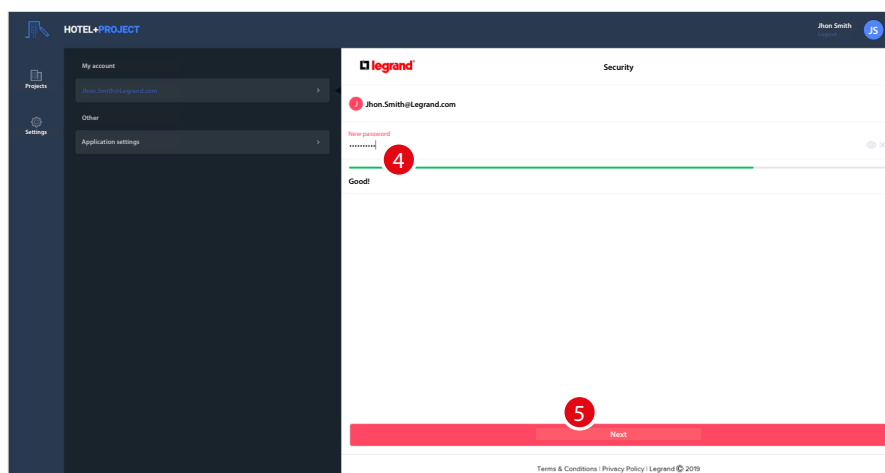 HOTEL+PROJECT
Jhon Smith
Logout
JS
Projects
Settings
My account
Jhon.Smith@Legrand.com
Other
Application settings
legrand®
Security
J Jhon.Smith@Legrand.com
New password
4
Good!
5
Next
Terms & Conditions | Privacy Policy | Legrand © 2019